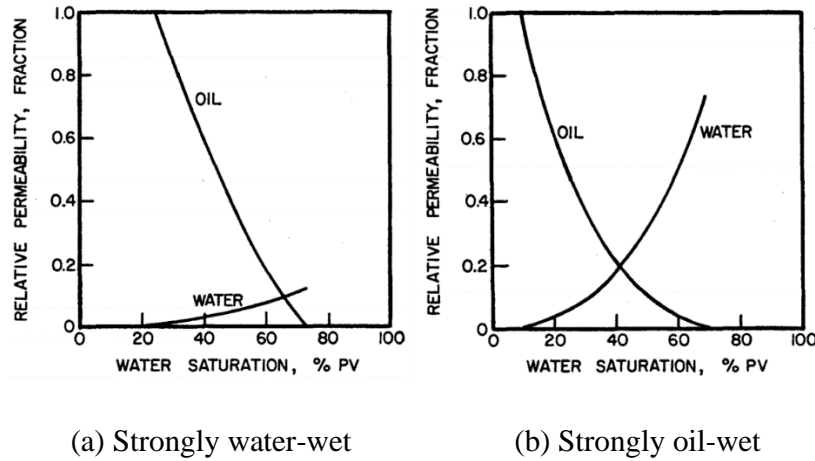 RELATIVE PERMEABILITY, FRACTION
1.0
0.8
0.6
0.4
0.2
0
OIL
WATER
0 20 40 60 80 100
WATER SATURATION, % PV
(a) Strongly water-wet
RELATIVE PERMEABILITY, FRACTION
1.0
0.8
0.6
0.4
0.2
0
OIL
WATER
0 20 40 60 80 100
WATER SATURATION, % PV
(b) Strongly oil-wet